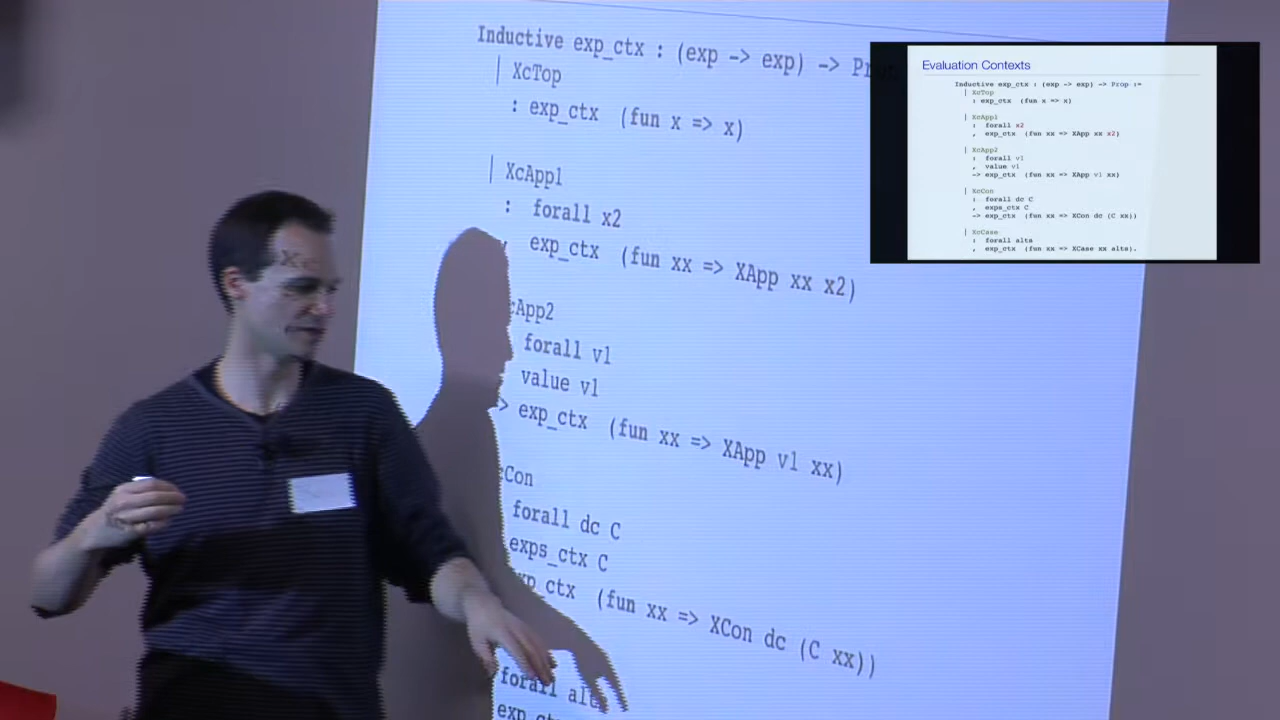 Inductive exp_ctx : (exp -> exp) -> Prop
| XcTop
: exp_ctx (fun x => x)
| XcApp1
: forall x2
, exp_ctx (fun xx => XApp xx x2)
cApp2
forall v1
value v1
> exp_ctx (fun xx => XApp v1 xx)
cCon
forall dc C
exps_ctx C
xp_ctx (fun xx => XCon dc (C xx))
forall alts
exp_ct
Evaluation Contexts
Inductive exp_ctx : (exp -> exp) -> Prop :=
| XcTop
: exp_ctx (fun x => x)
| XcApp1
: forall x2
, exp_ctx (fun xx => XApp xx x2)
| XcApp2
: forall v1
, value v1
-> exp_ctx (fun xx => XApp v1 xx)
| XcCon
: forall dc C
, exps_ctx C
-> exp_ctx (fun xx => XCon dc (C xx))
| XcCase
: forall alts
, exp_ctx (fun xx => XCase xx alts).